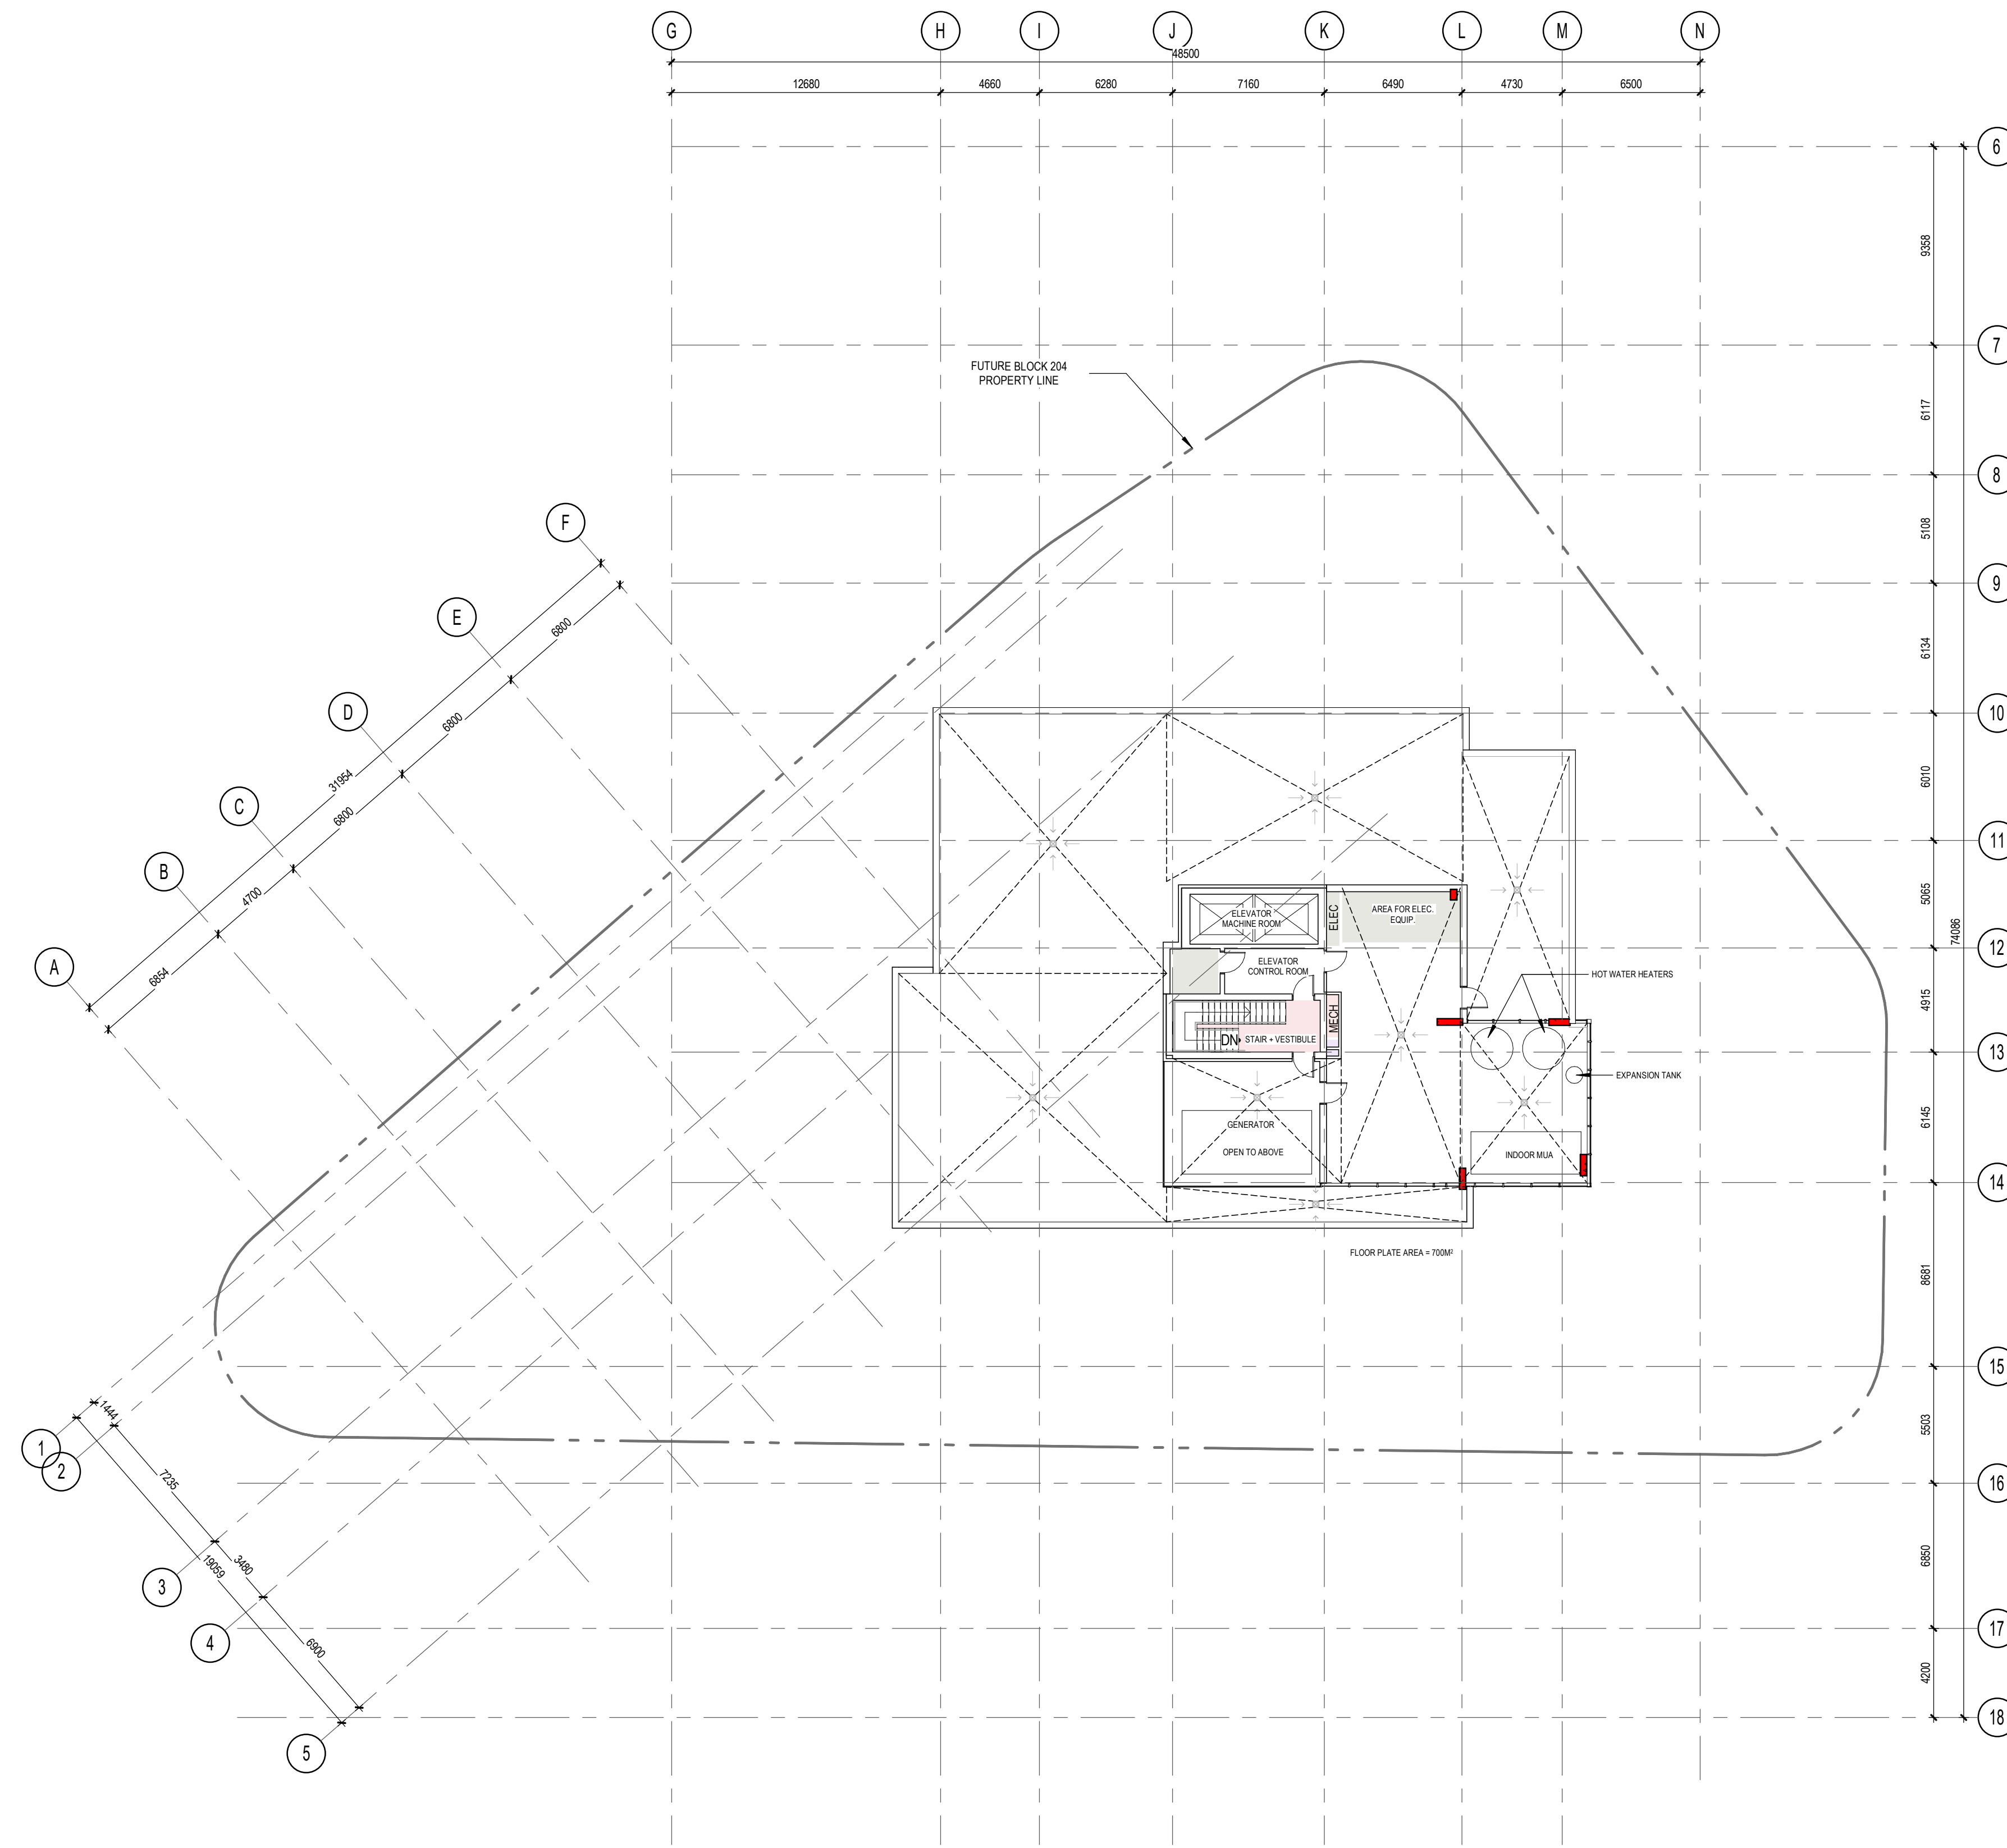 G H I J K L M N
48500
12680 4660 6280 7160 6490 4730 6500
6
9358
7
FUTURE BLOCK 204
PROPERTY LINE
6117
8
5108
9
6134
10
6010
11
5065
12
74086
4915
13
6145
14
8681
15
5503
16
6850
17
4200
18
F
E
D
C
B
A
6800
6800
6800
4700
6854
31954
ELEVATOR
MACHINE ROOM
ELEC
AREA FOR ELEC.
EQUIP.
ELEVATOR
CONTROL ROOM
HOT WATER HEATERS
MECH
DN
STAIR + VESTIBULE
EXPANSION TANK
GENERATOR
OPEN TO ABOVE
INDOOR MUA
FLOOR PLATE AREA = 700M²
1
2
3
4
5
1444
7235
3480
6900
19059